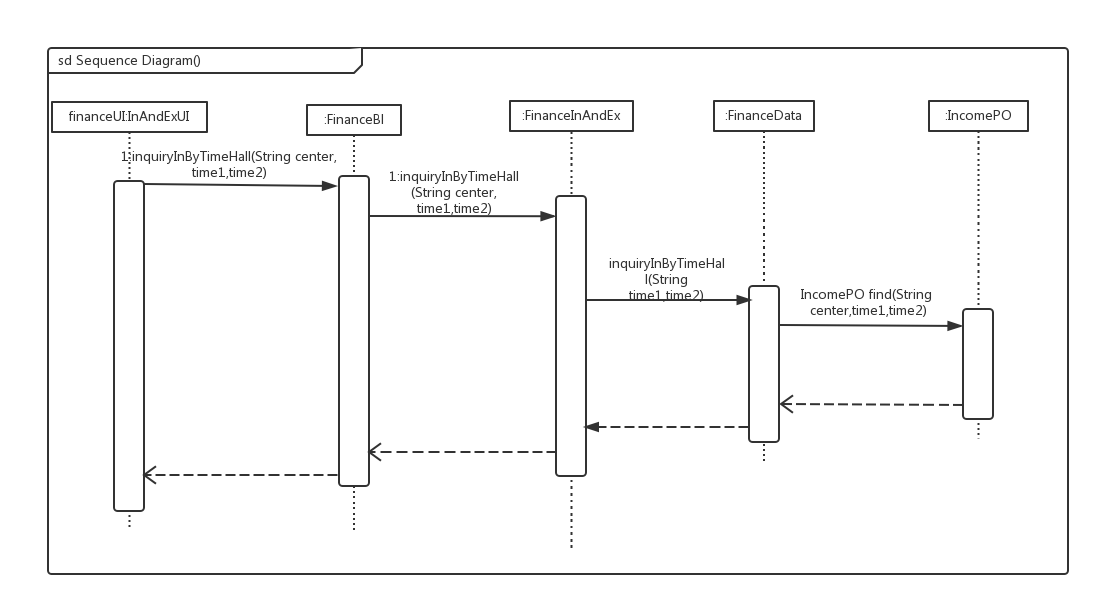 sd Sequence Diagram()
financeUI:InAndExUI
:FinanceBl
:FinanceInAndEx
:FinanceData
:IncomePO
1:inquiryInByTimeHall(String center,
time1,time2)
1:inquiryInByTimeHall
(String center,
time1,time2)
inquiryInByTimeHal
l(String
time1,time2)
IncomePO find(String
center,time1,time2)